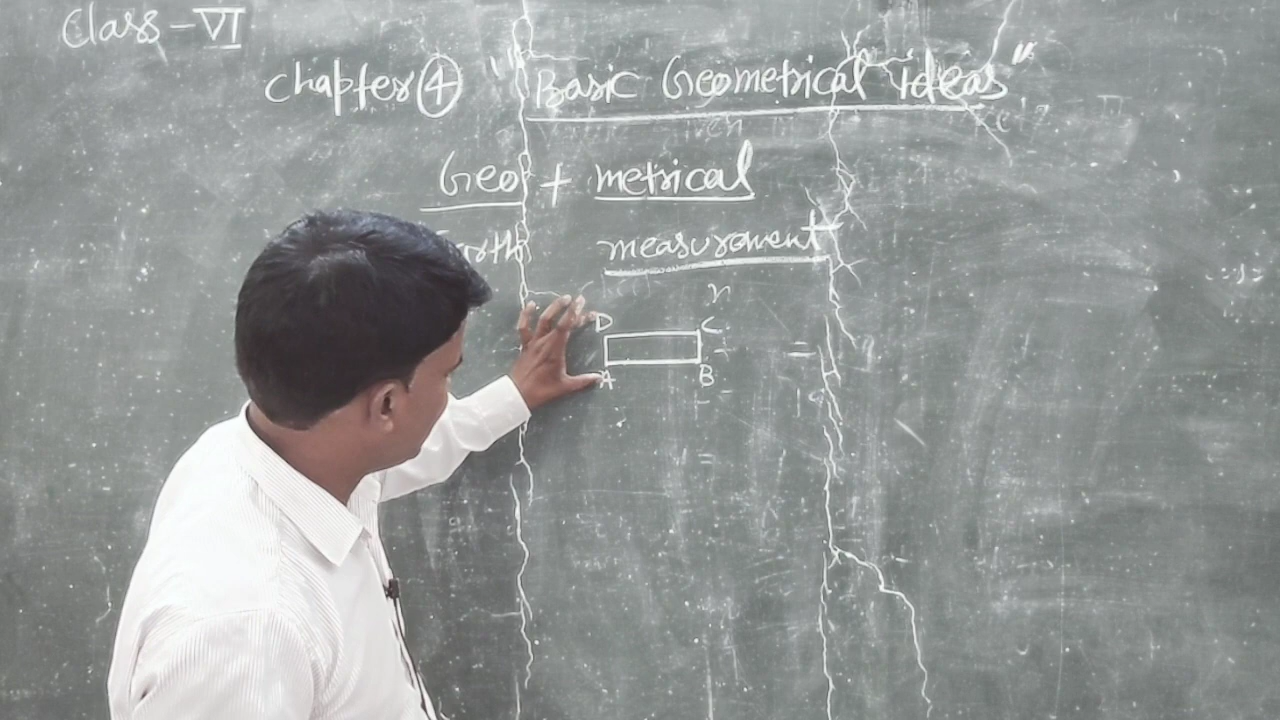 Class - VI
Chapter 4 "Basic Geometrical ideas"
Geo + metrical
Earth measurement
D C
A B